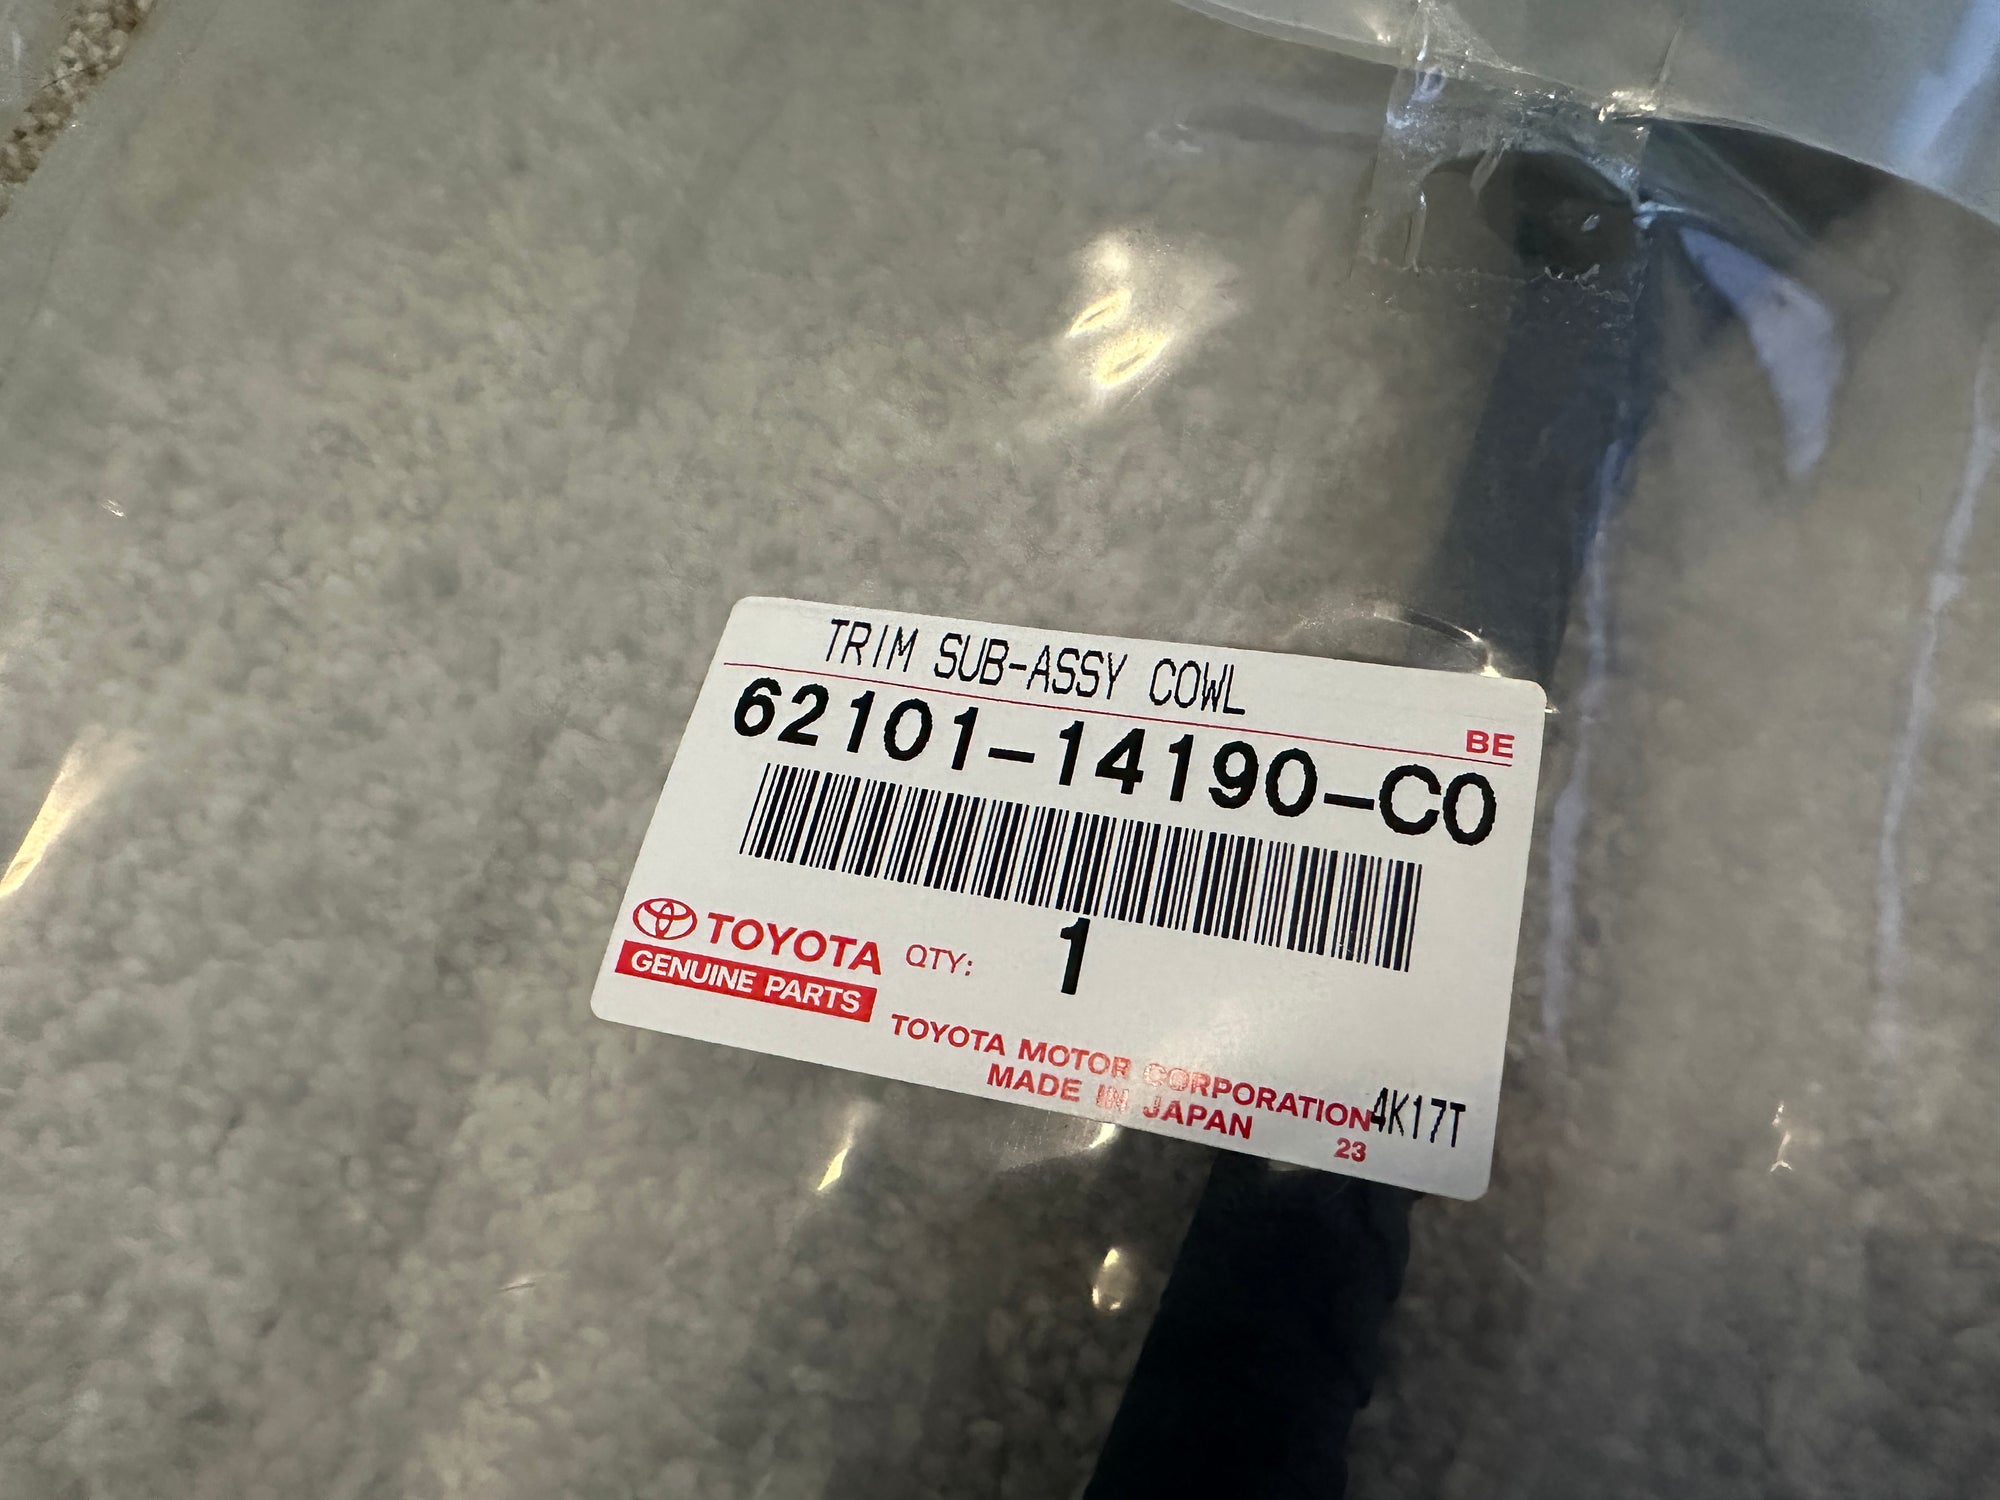 TRIM SUB-ASSY COWL
BE
62101-14190-C0
TOYOTA
GENUINE PARTS
QTY: 1
TOYOTA MOTOR CORPORATION 4K17T
MADE IN JAPAN
23